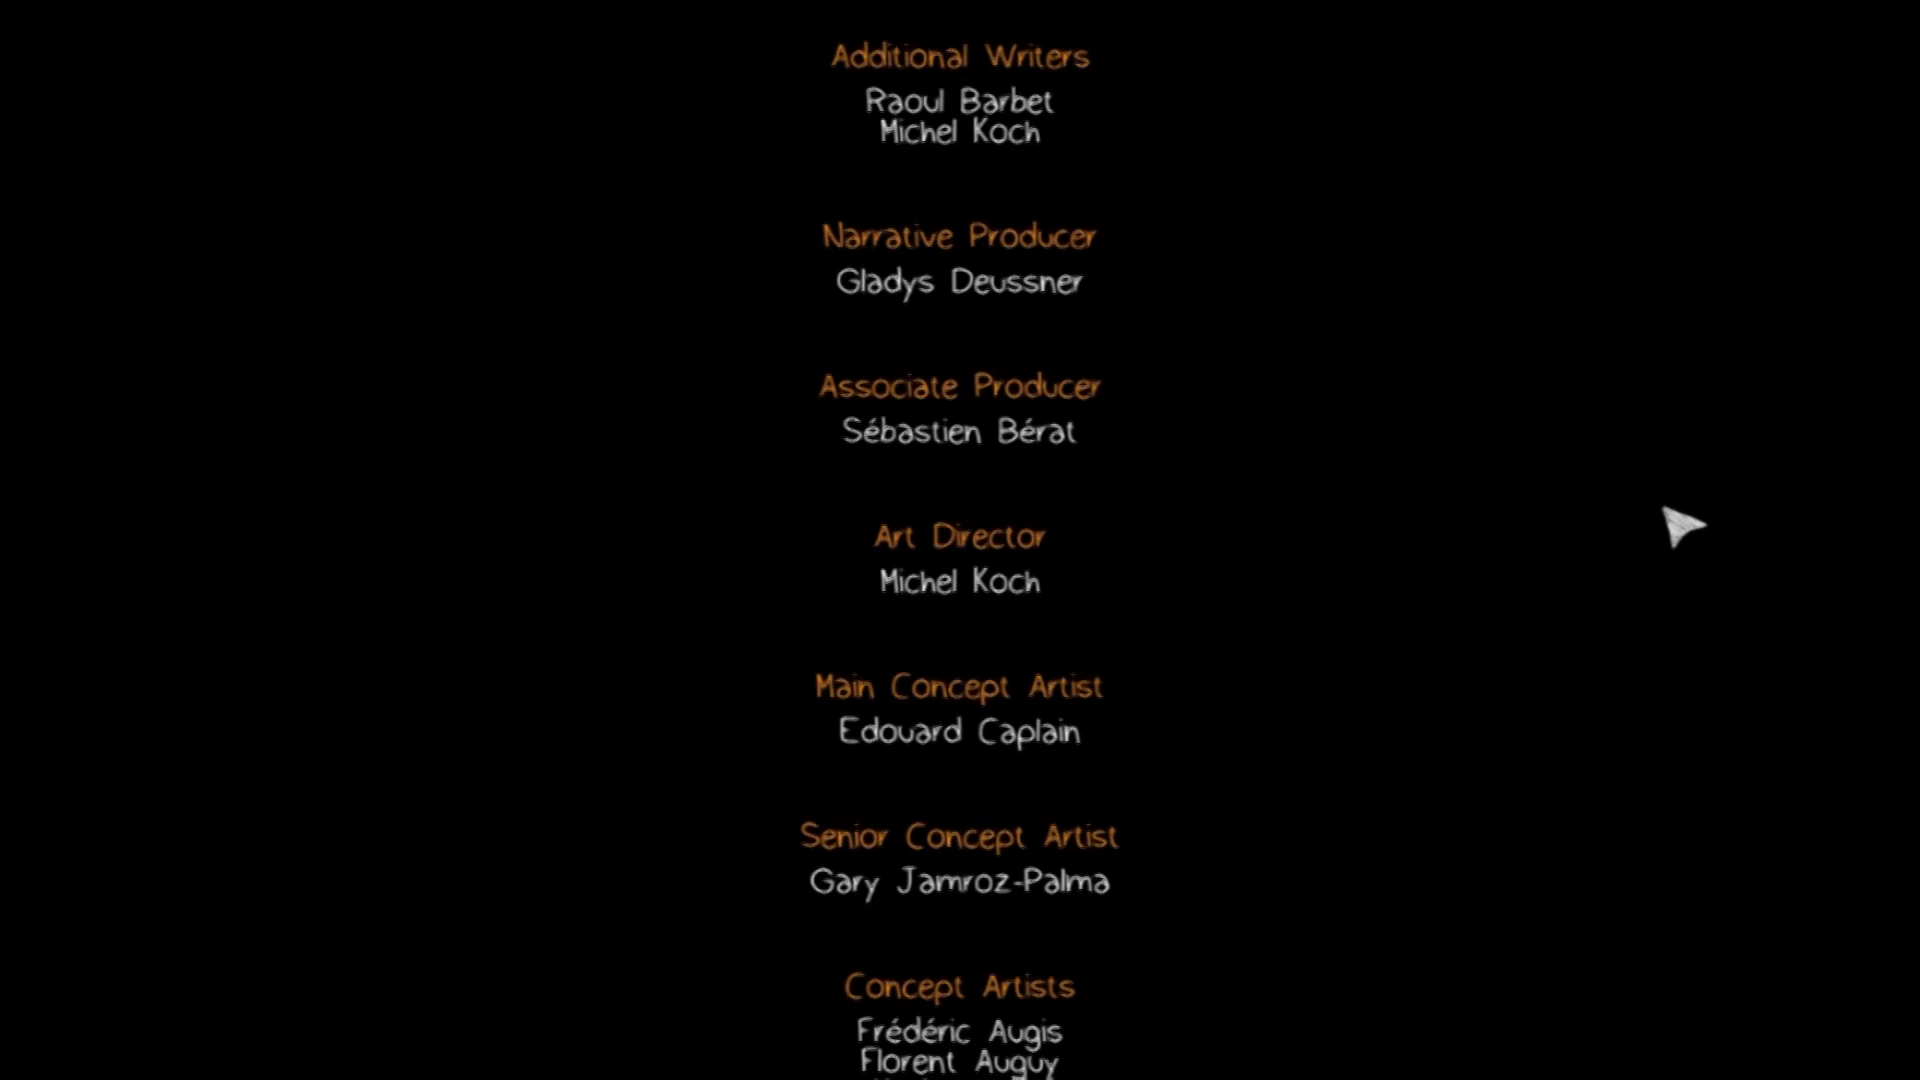 Additional Writers
Raoul Barbet
Michel Koch
Narrative Producer
Gladys Deussner
Associate Producer
Sébastien Bérat
Art Director
Michel Koch
Main Concept Artist
Edouard Caplain
Senior Concept Artist
Gary Jamroz-Palma
Concept Artists
Frédéric Augis
Florent Auguy